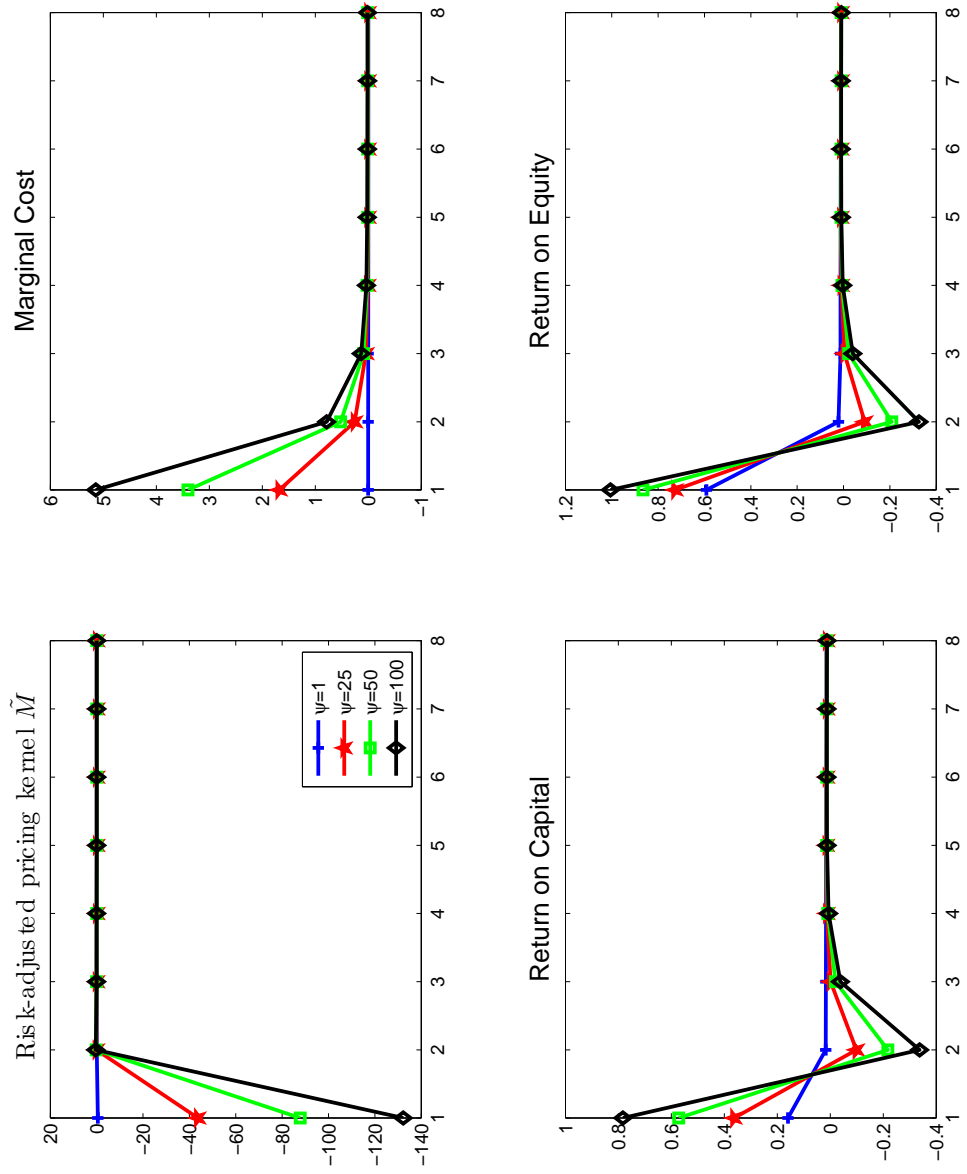 Risk-adjusted pricing kernel M̃
20
0
−20
−40
−60
−80
−100
−120
−140
1 2 3 4 5 6 7 8
ψ=1
ψ=25
ψ=50
ψ=100
Marginal Cost
6
5
4
3
2
1
0
−1
1 2 3 4 5 6 7 8
Return on Capital
1
0.8
0.6
0.4
0.2
0
−0.2
−0.4
1 2 3 4 5 6 7 8
Return on Equity
1.2
1
0.8
0.6
0.4
0.2
0
−0.2
−0.4
1 2 3 4 5 6 7 8